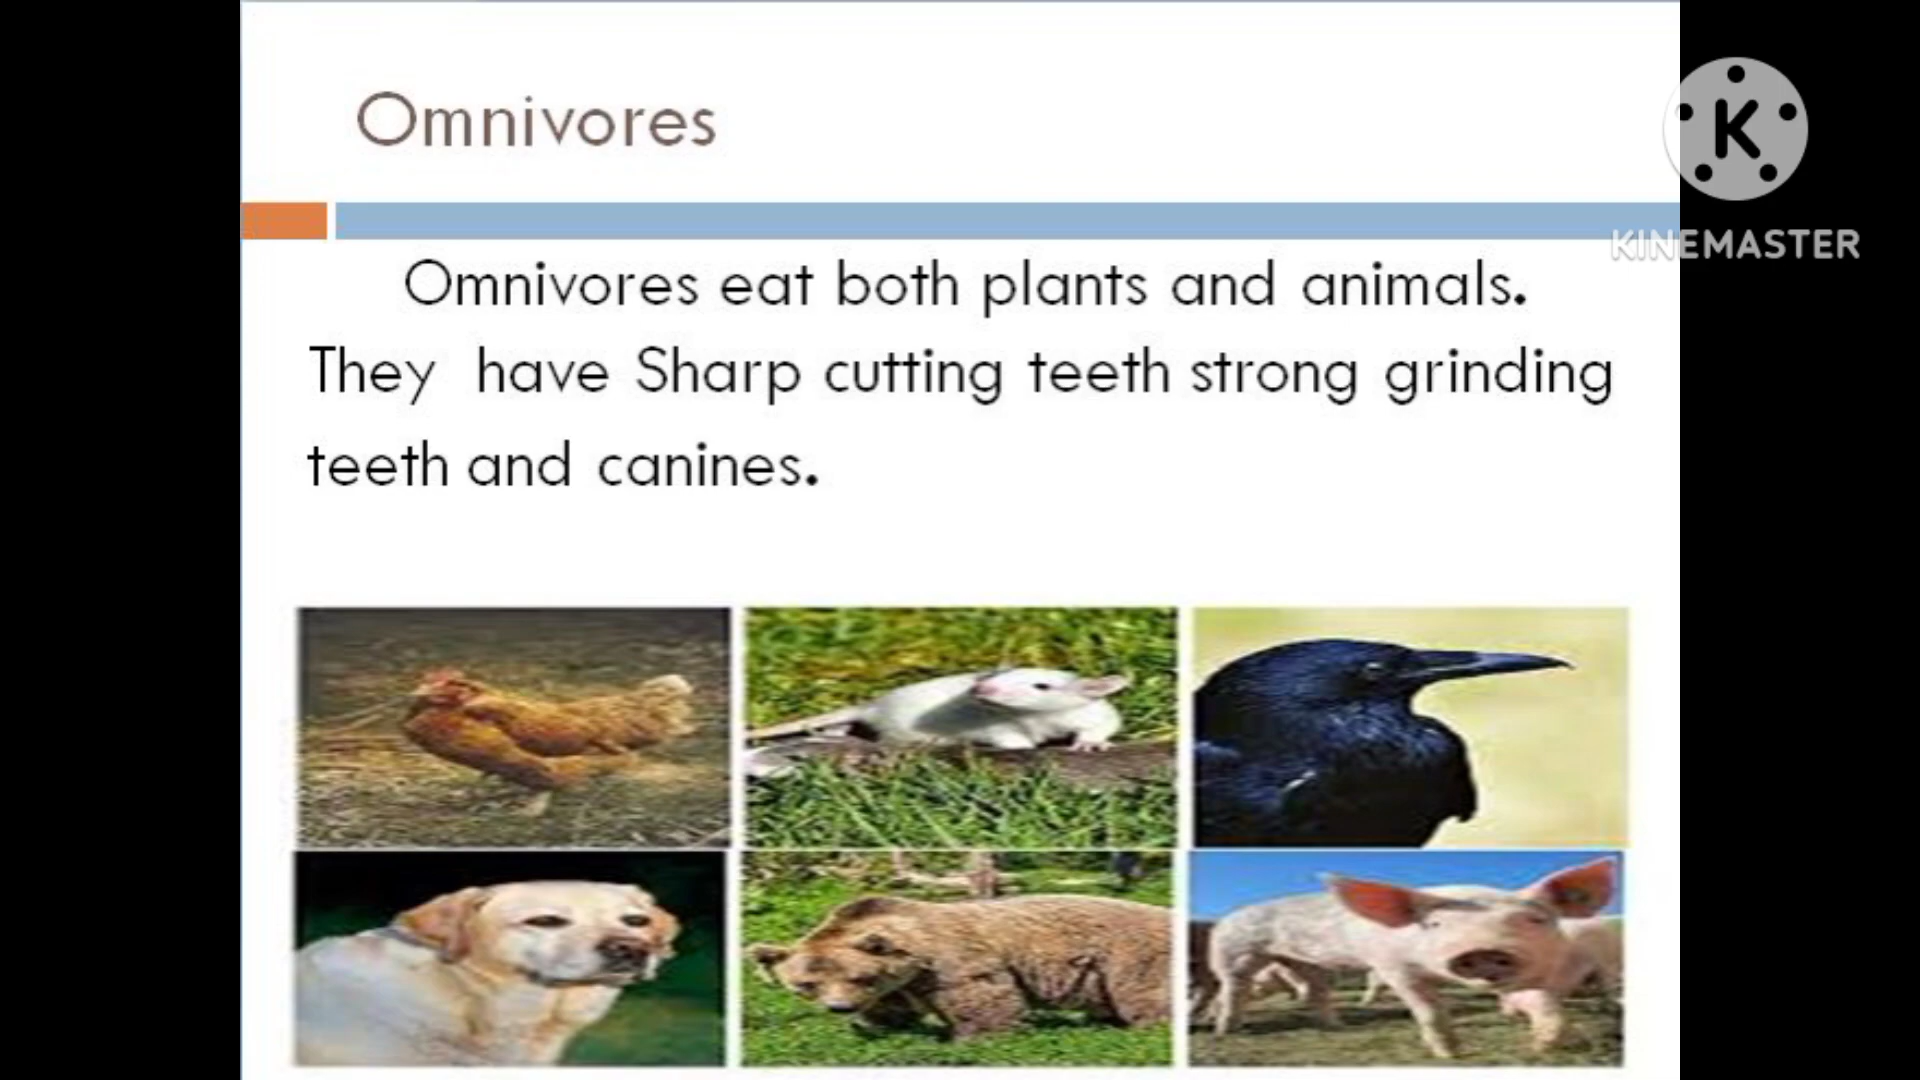 Omnivores
K
KINEMASTER
Omnivores eat both plants and animals.
They have Sharp cutting teeth strong grinding
teeth and canines.